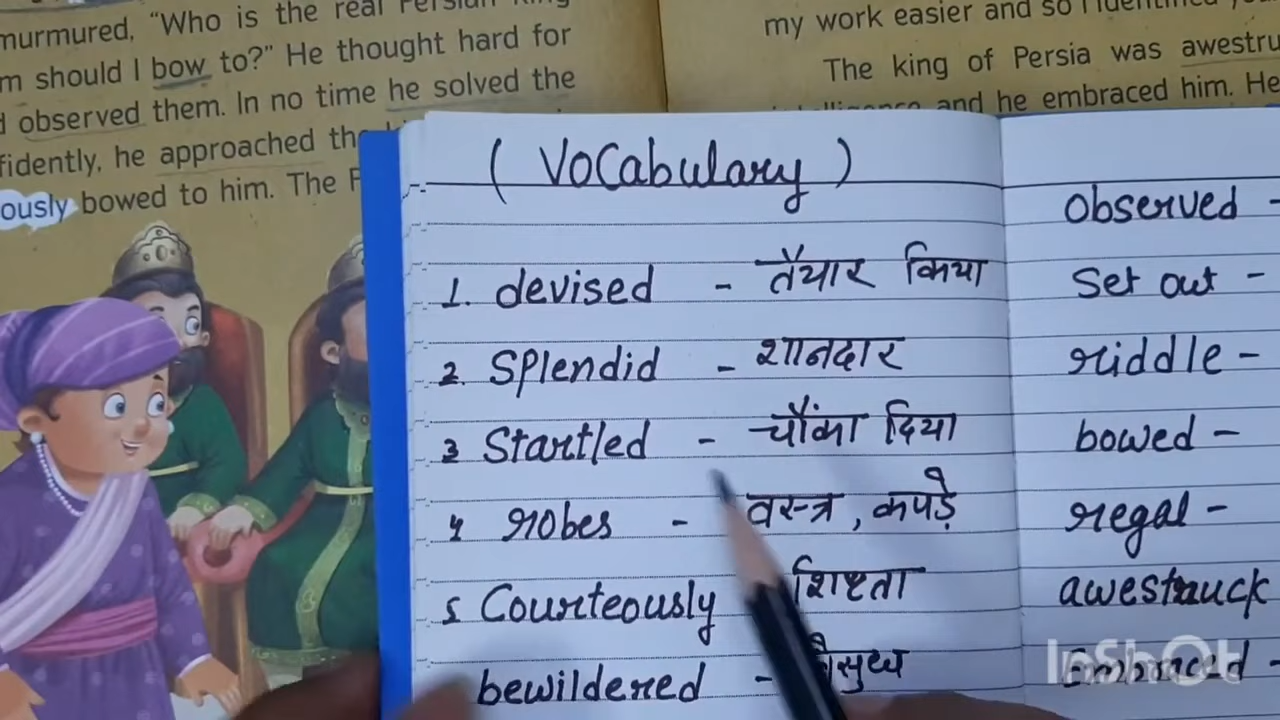 murmured, "Who is the real Persian King
m should I bow to?" He thought hard for
observed them. In no time he solved the
fidently, he approached the
ously bowed to him. The
my work easier and so I
The king of Persia was awestru
and he embraced him. He
( Vocabulary )
1. devised - तैयार किया
2. Splendid - शानदार
3 Startled - चौंका दिया
4 robes - वस्त्र, कपड़े
5 Courteously शिष्टता
bewildered -
observed -
Set out -
riddle -
bowed -
regal -
awestruck
Embraced -
InShOt